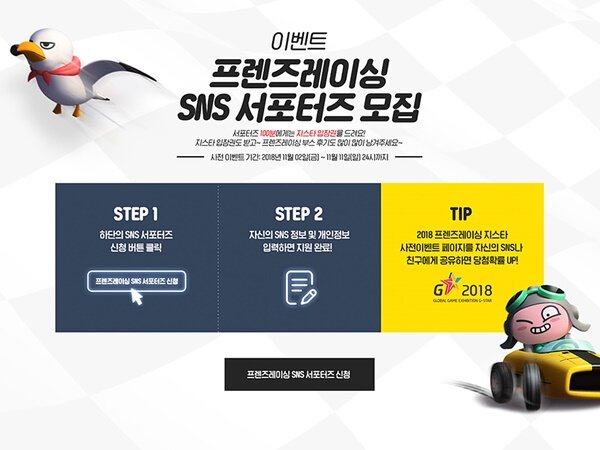 이벤트
프렌즈레이싱
SNS 서포터즈 모집
서포터즈 100분에게는 지스타 입장권을 드려요!
지스타 입장권도 받고~ 프렌즈레이싱 부스 후기도 많이 많이 남겨주세요~
사전 이벤트 기간: 2018년 11월 02일(금) ~ 11월 11일(일) 24시까지
STEP 1
하단의 SNS 서포터즈
신청 버튼 클릭
프렌즈레이싱 SNS 서포터즈 신청
STEP 2
자신의 SNS 정보 및 개인정보
입력하면 지원 완료!
TIP
2018 프렌즈레이싱 지스타
사전이벤트 페이지를 자신의 SNS나
친구에게 공유하면 당첨확률 UP!
G 2018
GLOBAL GAME EXHIBITION G-STAR
프렌즈레이싱 SNS 서포터즈 신청